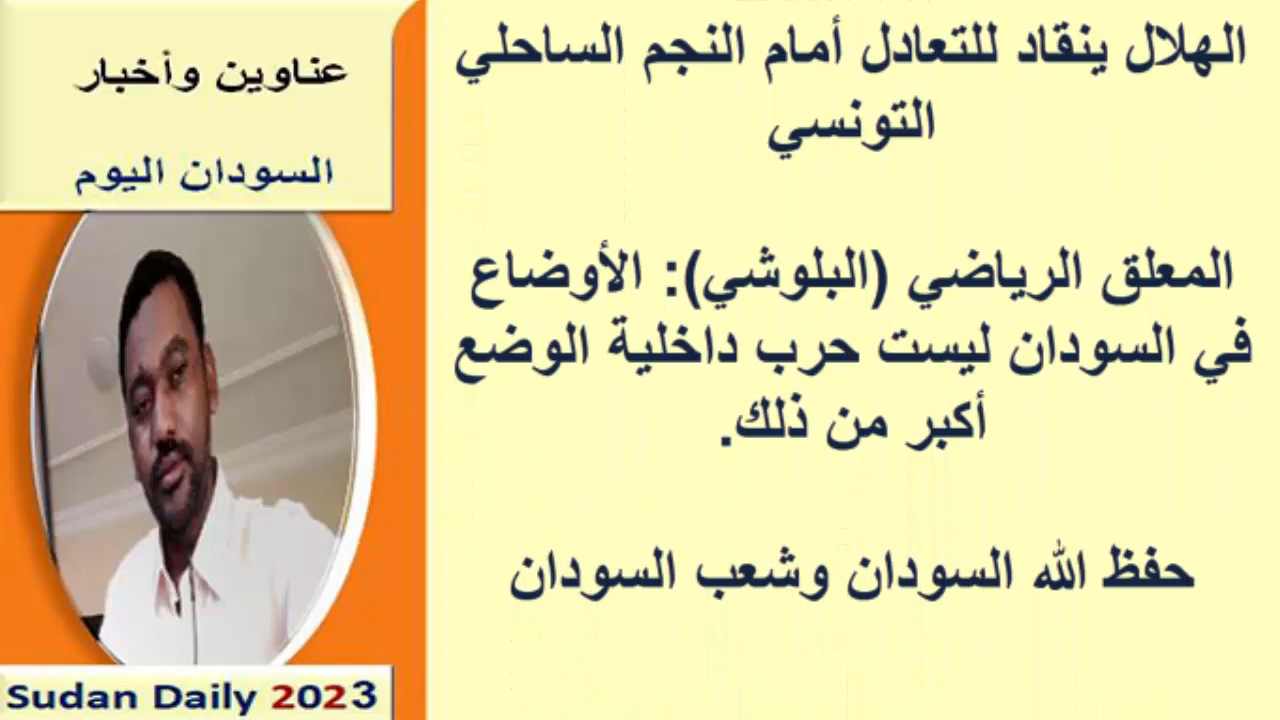 عناوين وأخبار
السودان اليوم
الهلال ينقاد للتعادل أمام النجم الساحلي
التونسي
المعلق الرياضي (البلوشي): الأوضاع
في السودان ليست حرب داخلية الوضع
أكبر من ذلك.
حفظ الله السودان وشعب السودان
Sudan Daily 2023